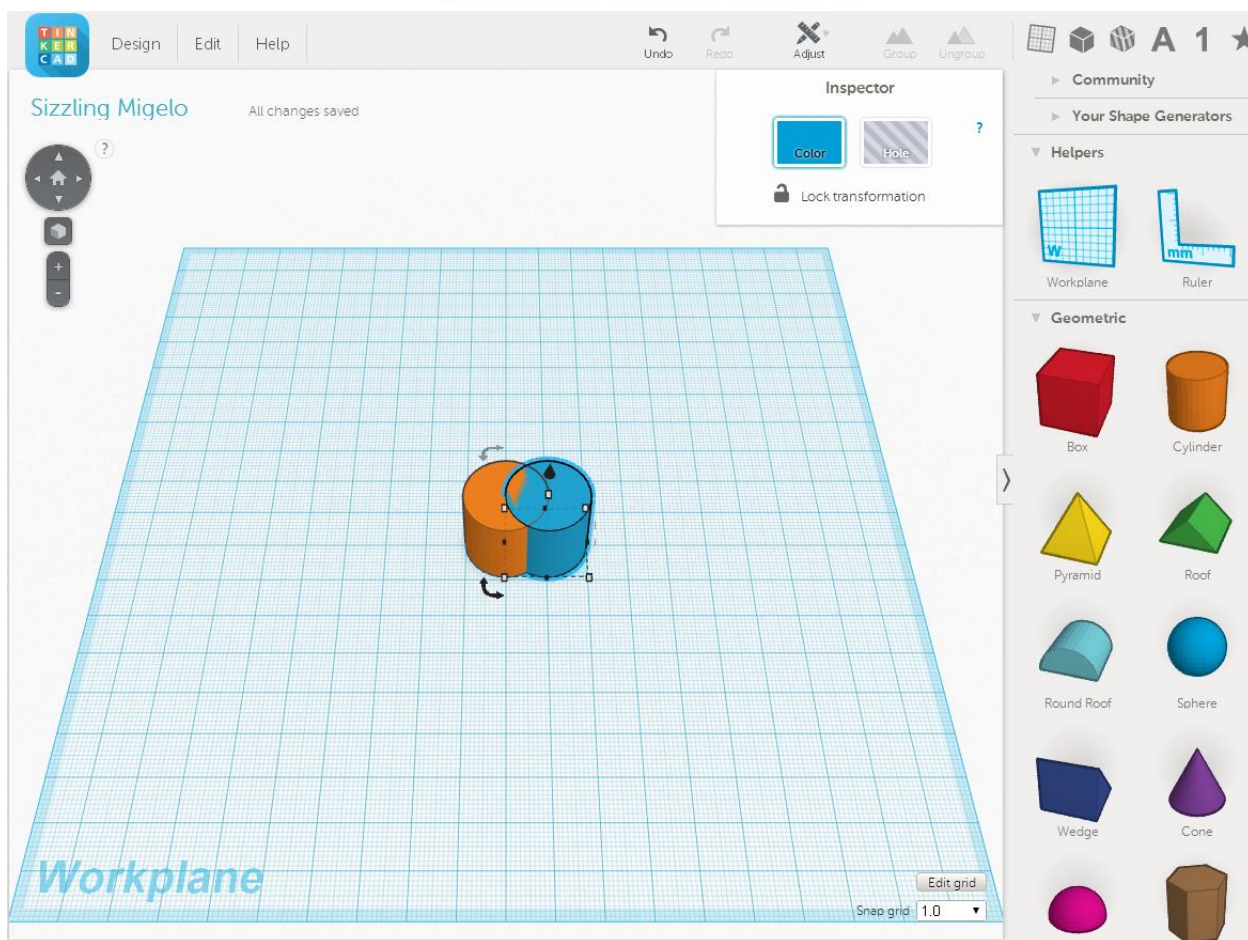 TIN
KER
CAD
Design
Edit
Help
Undo
Redo
Adjust
Group
Ungroup
A
1
Sizzling Migelo
All changes saved
?
Inspector
Color
Hole
?
Lock transformation
+
-
Community
Your Shape Generators
Helpers
W
mm
Workplane
Ruler
Geometric
Box
Cylinder
Pyramid
Roof
Round Roof
Sphere
Wedge
Cone
Workplane
Edit grid
Snap grid 1.0